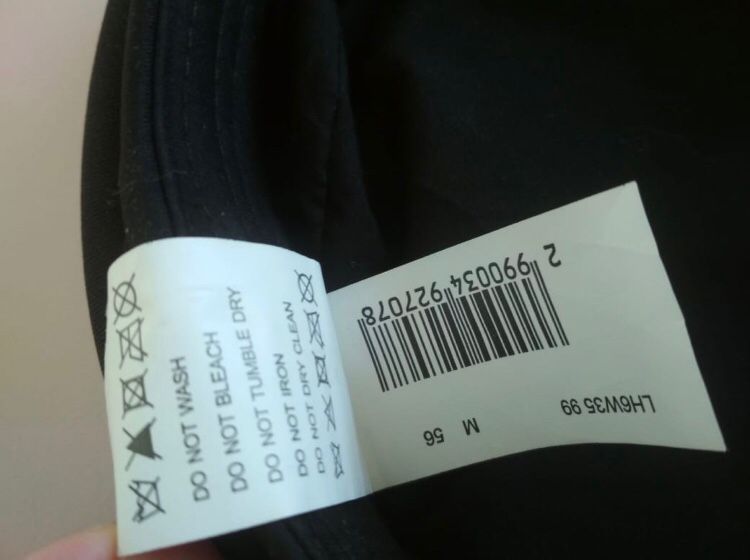 DO NOT WASH
DO NOT BLEACH
DO NOT TUMBLE DRY
DO NOT IRON
DO NOT DRY CLEAN
LH6W35 99
M 56
2 990034 927078